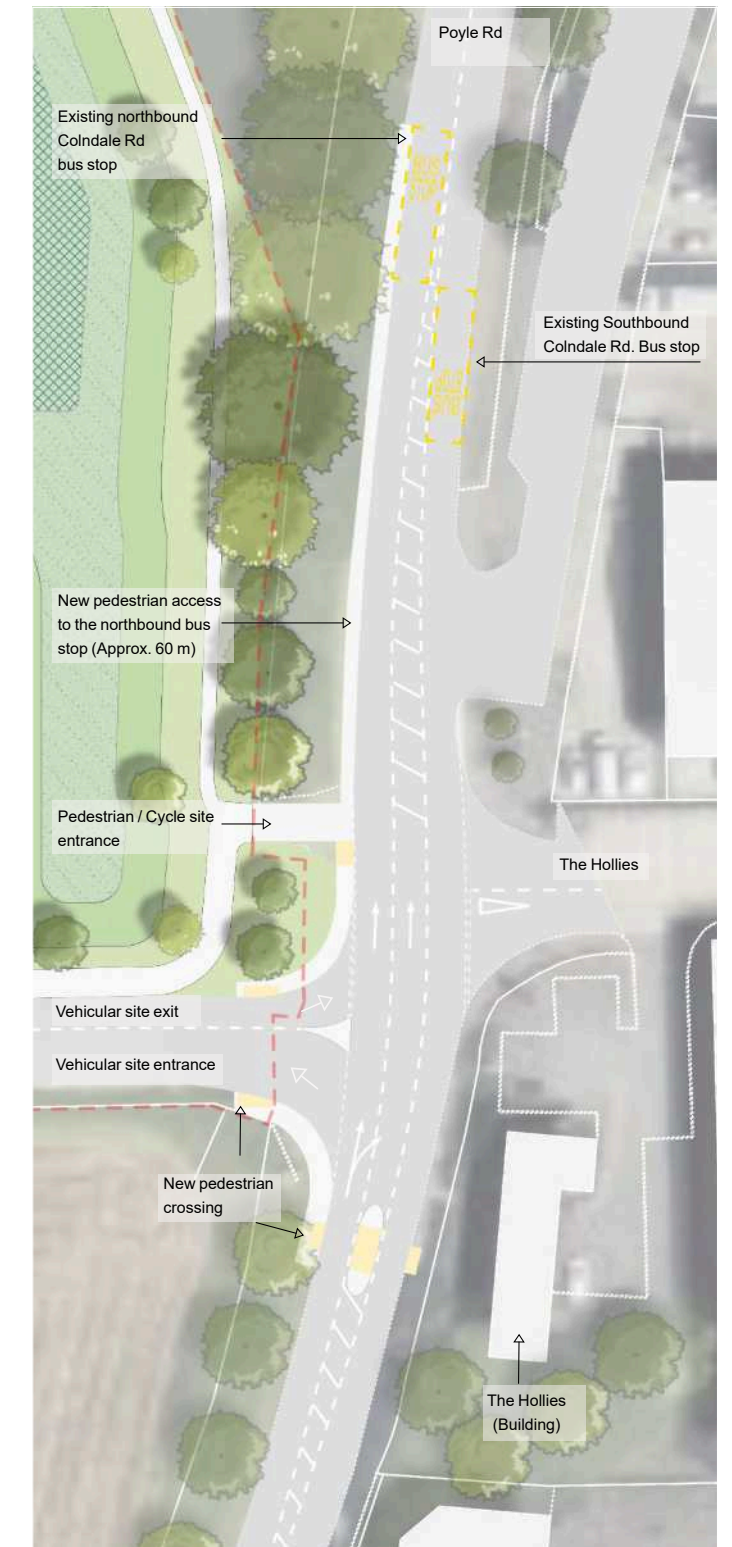 Poyle Rd
Existing northbound
Colndale Rd
bus stop
Existing Southbound
Colndale Rd. Bus stop
New pedestrian access
to the northbound bus
stop (Approx. 60 m)
Pedestrian / Cycle site
entrance
The Hollies
Vehicular site exit
Vehicular site entrance
New pedestrian
crossing
The Hollies
(Building)